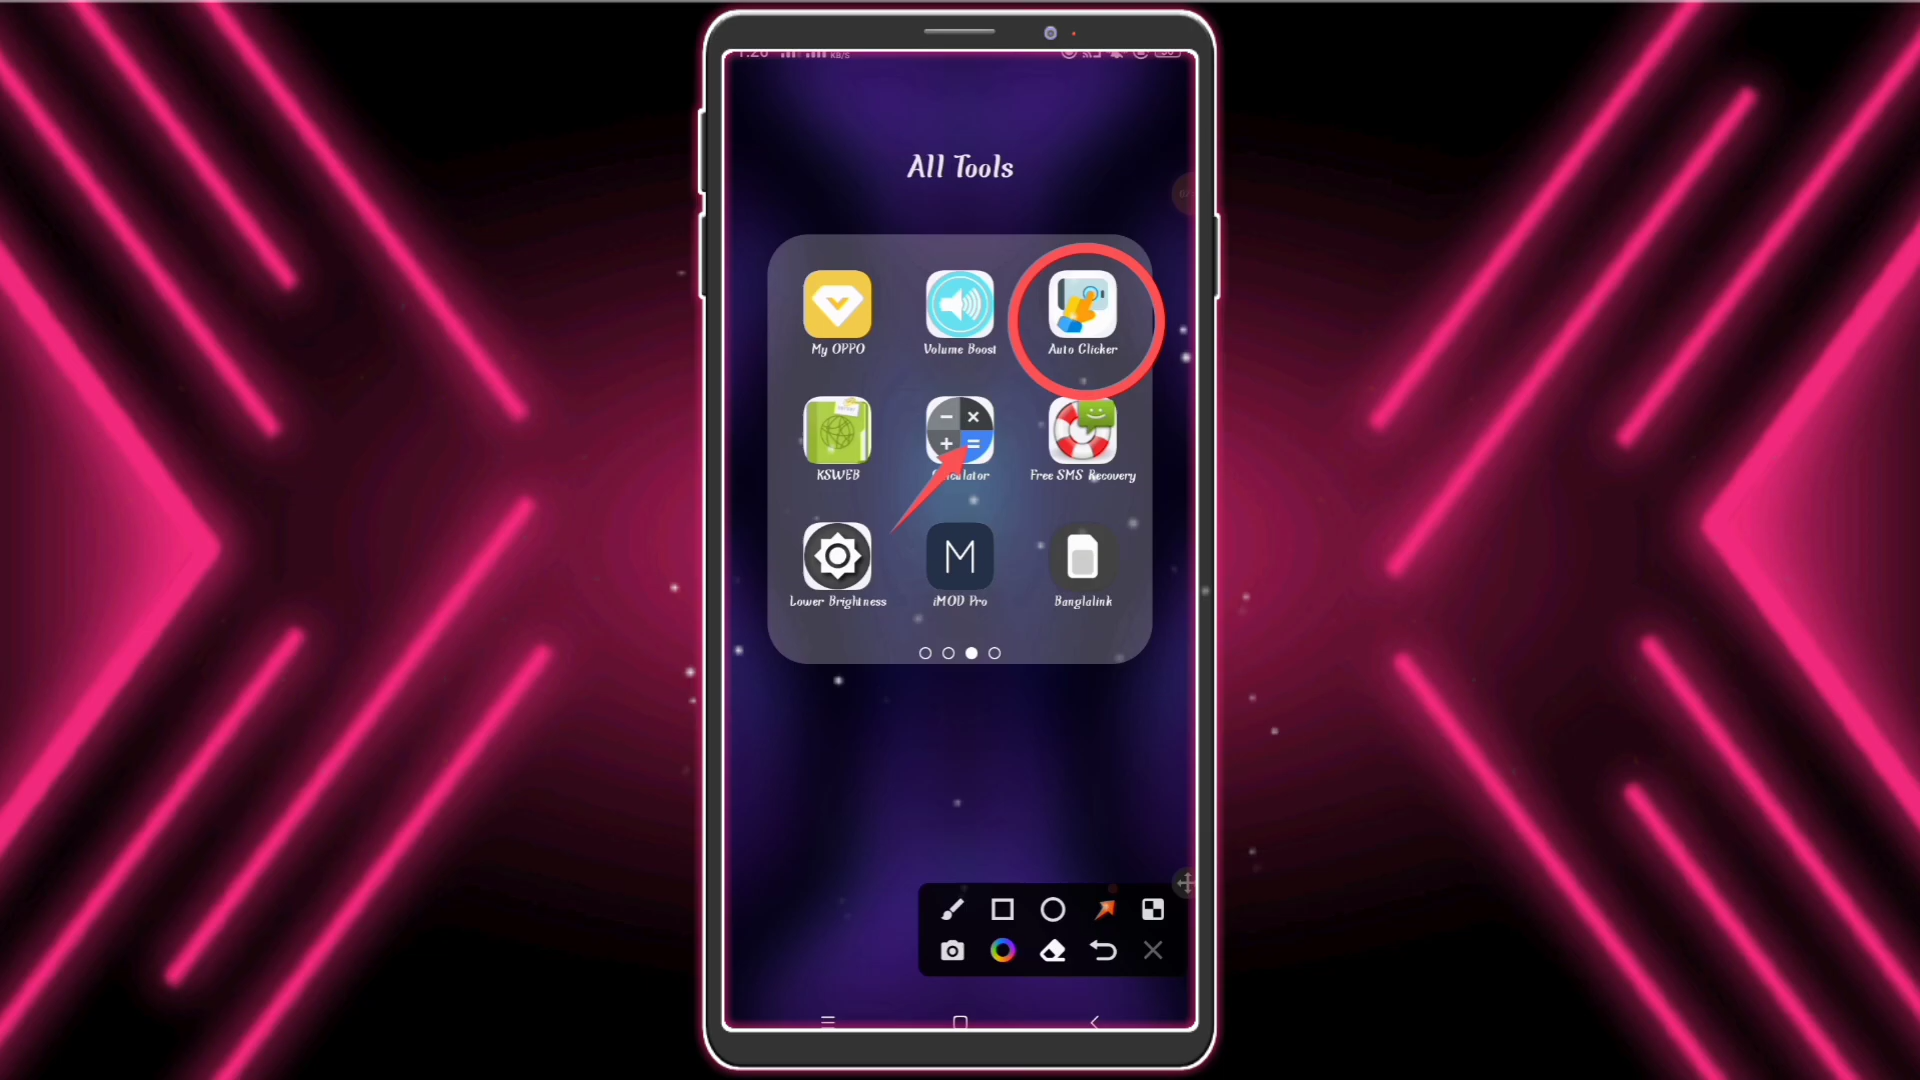 All Tools
My OPPO
Volume Boost
Auto Clicker
KSWEB
Free SMS Recovery
Lower Brightness
M
iMOD Pro
Banglalink